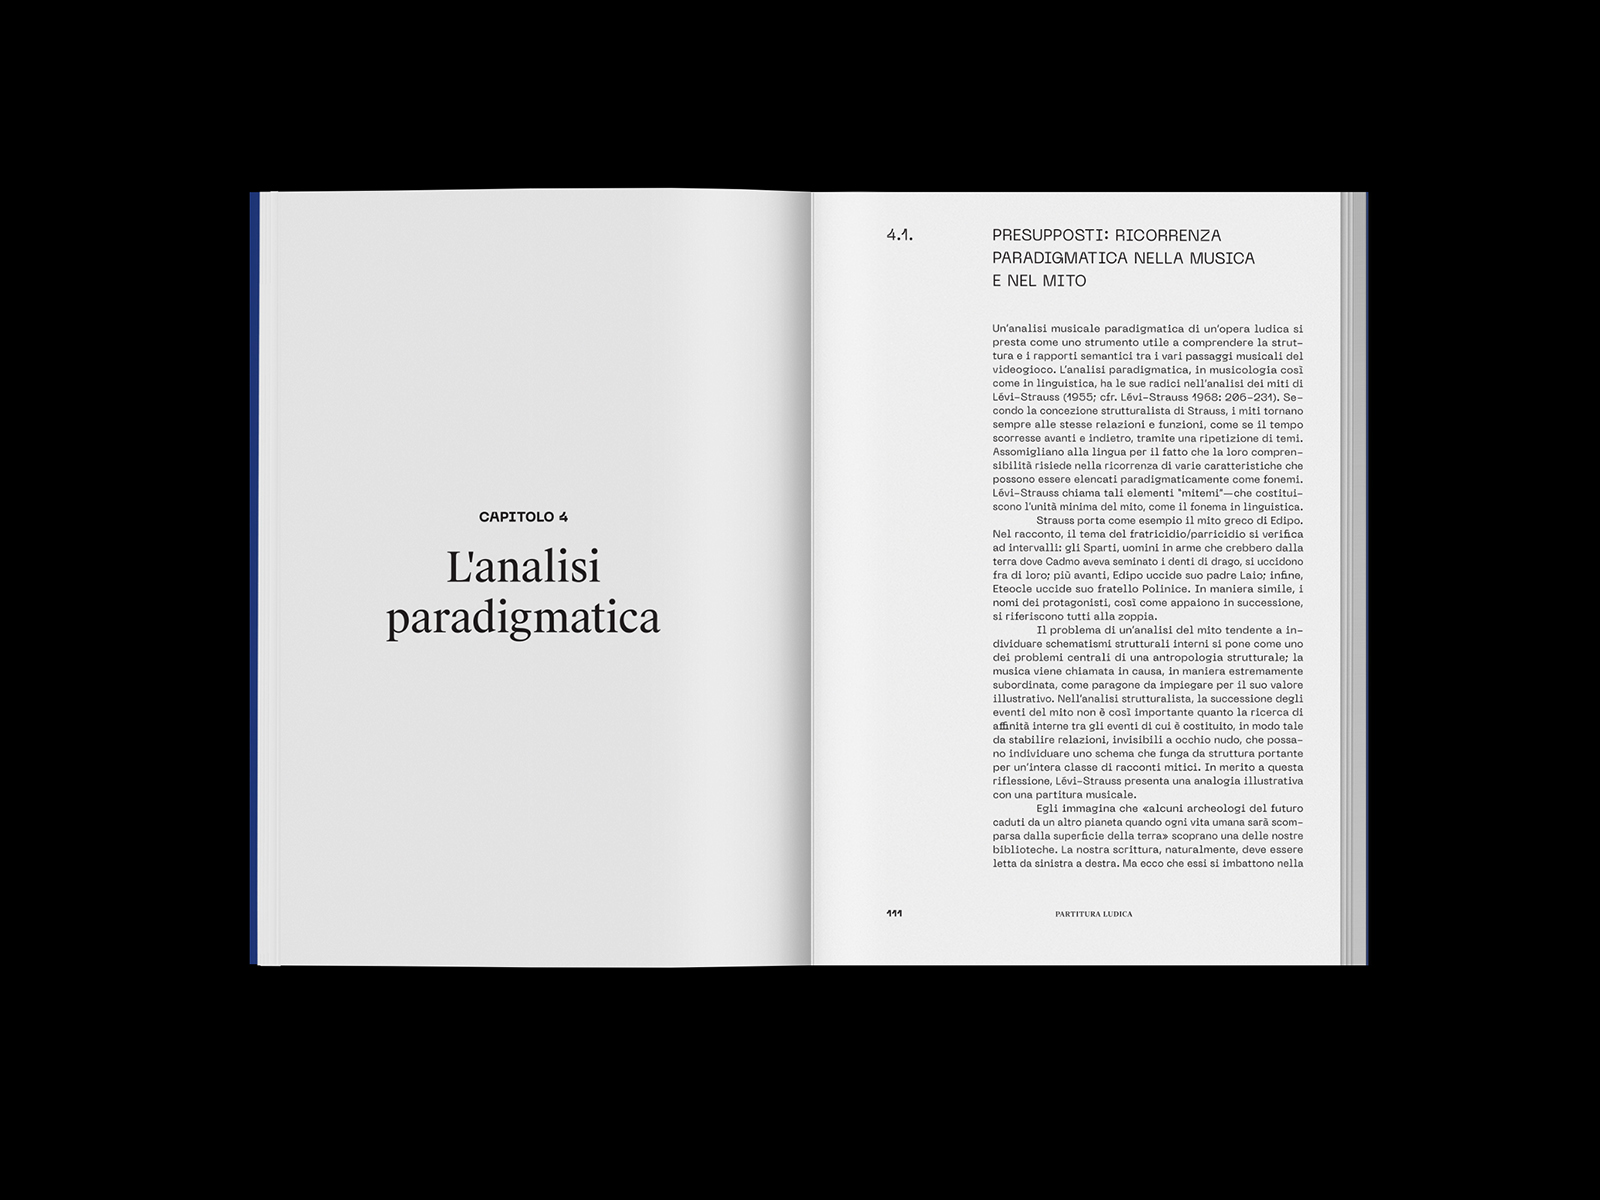 CAPITOLO 4
L'analisi
paradigmatica
4.1.
PRESUPPOSTI: RICORRENZA
PARADIGMATICA NELLA MUSICA
E NEL MITO
Un'analisi musicale paradigmatica di un'opera ludica si
presta come uno strumento utile a comprendere la strut-
tura e i rapporti semantici tra i vari passaggi musicali del
videogioco. L'analisi paradigmatica, in musicologia così
come in linguistica, ha le sue radici nell'analisi dei miti di
Lévi-Strauss (1955; cfr. Lévi-Strauss 1968: 206-231). Se-
condo la concezione strutturalista di Strauss, i miti tornano
sempre alle stesse relazioni e funzioni, come se il tempo
scorresse avanti e indietro, tramite una ripetizione di temi.
Assomigliano alla lingua per il fatto che la loro compren-
sibilità risiede nella ricorrenza di varie caratteristiche che
possono essere elencati paradigmaticamente come fonemi.
Lévi-Strauss chiama tali elementi "mitemi"—che costitui-
scono l'unità minima del mito, come il fonema in linguistica.
Strauss porta come esempio il mito greco di Edipo.
Nel racconto, il tema del fratricidio/parricidio si verifica
ad intervalli: gli Sparti, uomini in arme che crebbero dalla
terra dove Cadmo aveva seminato i denti di drago, si uccidono
fra di loro; più avanti, Edipo uccide suo padre Laio; infine,
Eteocle uccide suo fratello Polinice. In maniera simile, i
nomi dei protagonisti, così come appaiono in successione,
si riferiscono tutti alla zoppia.
Il problema di un'analisi del mito tendente a in-
dividuare schematismi strutturali interni si pone come uno
dei problemi centrali di una antropologia strutturale; la
musica viene chiamata in causa, in maniera estremamente
subordinata, come paragone da impiegare per il suo valore
illustrativo. Nell'analisi strutturalista, la successione degli
eventi del mito non è così importante quanto la ricerca di
affinità interne tra gli eventi di cui è costituito, in modo tale
da stabilire relazioni, invisibili a occhio nudo, che possa-
no individuare uno schema che funga da struttura portante
per un'intera classe di racconti mitici. In merito a questa
riflessione, Lévi-Strauss presenta una analogia illustrativa
con una partitura musicale.
Egli immagina che «alcuni archeologi del futuro
caduti da un altro pianeta quando ogni vita umana sarà scom-
parsa dalla superficie della terra» scoprano una delle nostre
biblioteche. La nostra scrittura, naturalmente, deve essere
letta da sinistra a destra. Ma ecco che essi si imbattono nella
111
PARTITURA LUDICA